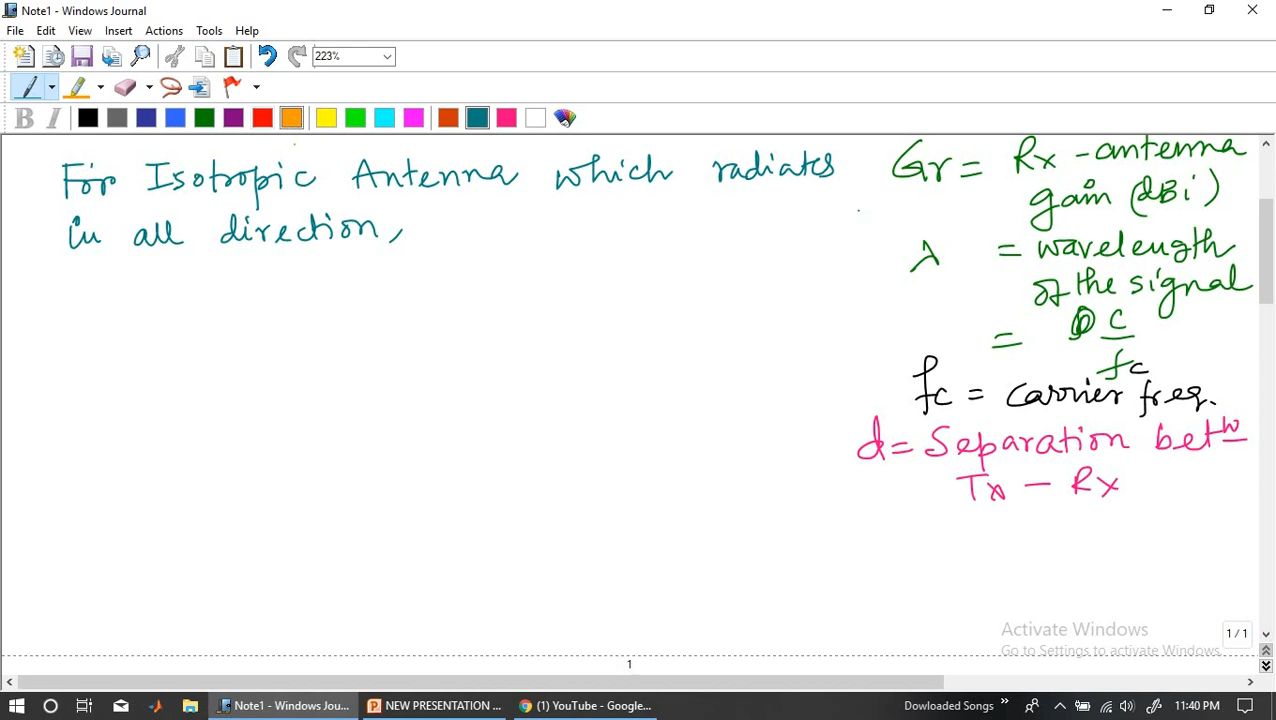 Note1 - Windows Journal
File Edit View Insert Actions Tools Help
223%
B I
For Isotropic Antenna which radiates
in all direction,
Gr = Rx - antenna
gain (dBi)
λ = wavelength
of the signal
= c
fc
fc = carrier freq.
d = Separation betw
Tx - Rx
Activate Windows
Go to Settings to activate Windows.
1 / 1
1
Note1 - Windows Jou...
NEW PRESENTATION ...
(1) YouTube - Google...
Dowloaded Songs
11:40 PM